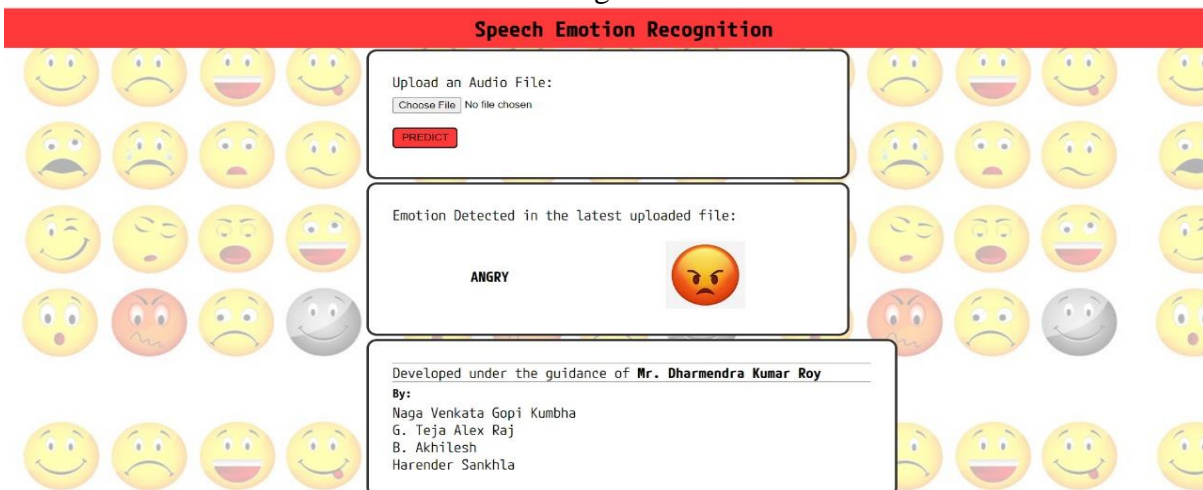 Speech Emotion Recognition
Upload an Audio File:
Choose File No file chosen
PREDICT
Emotion Detected in the latest uploaded file:
ANGRY
Developed under the guidance of Mr. Dharmendra Kumar Roy
By:
Naga Venkata Gopi Kumbha
G. Teja Alex Raj
B. Akhilesh
Harender Sankhla